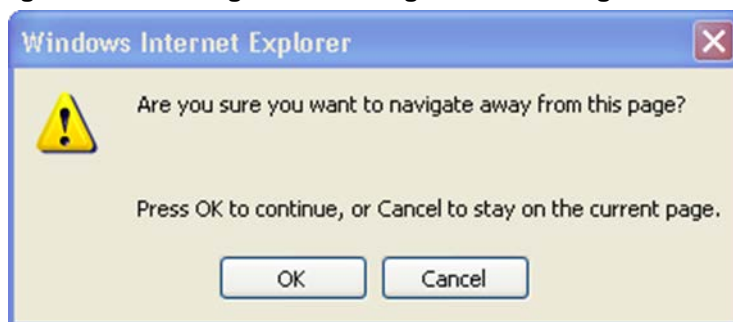 Windows Internet Explorer
Are you sure you want to navigate away from this page?
Press OK to continue, or Cancel to stay on the current page.
OK Cancel